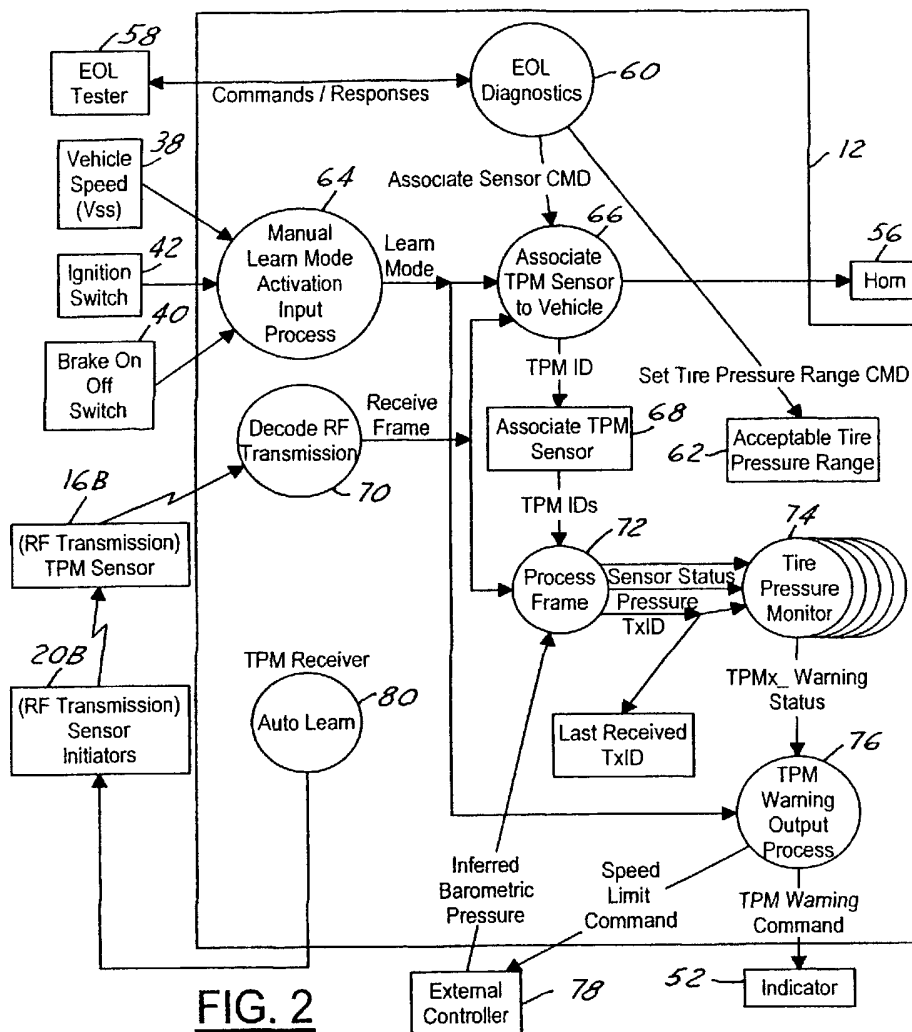 58
EOL
Tester
Commands / Responses
EOL
Diagnostics
60
12
38
Vehicle
Speed
(Vss)
64
Manual
Learn Mode
Activation
Input
Process
Learn
Mode
Associate Sensor CMD
66
Associate
TPM Sensor
to Vehicle
56
Horn
42
Ignition
Switch
40
Brake On
Off
Switch
TPM ID
Set Tire Pressure Range CMD
Receive
Frame
Decode RF
Transmission
70
Associate TPM
Sensor
68
62
Acceptable Tire
Pressure Range
16B
(RF Transmission)
TPM Sensor
TPM IDs
72
Process
Frame
Sensor Status
Pressure
TxID
74
Tire
Pressure
Monitor
20B
(RF Transmission)
Sensor
Initiators
TPM Receiver
Auto Learn
80
Last Received
TxID
TPMx_ Warning
Status
76
TPM
Warning
Output
Process
Inferred
Barometric
Pressure
Speed
Limit
Command
TPM Warning
Command
External
Controller
78
52
Indicator
FIG. 2